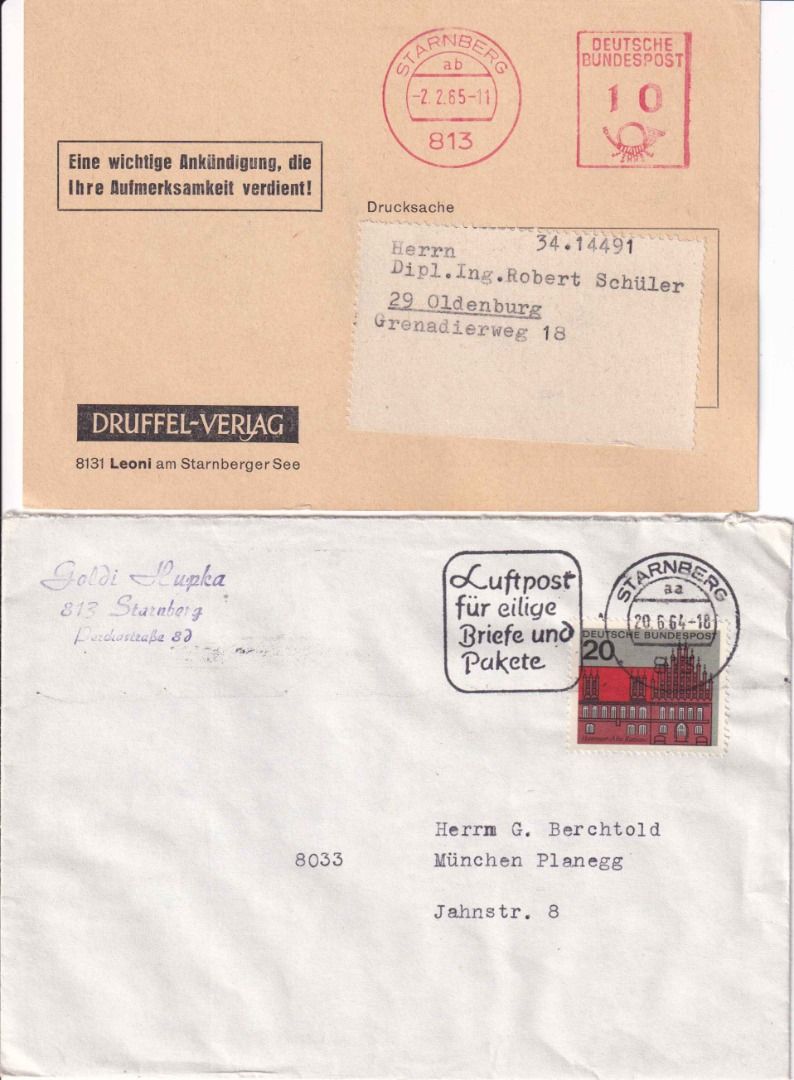 STARNBERG
ab
-2.2.65-11
813
DEUTSCHE
BUNDESPOST
10
Eine wichtige Ankündigung, die
Ihre Aufmerksamkeit verdient!
Drucksache
34.14491
Herrn
Dipl.Ing.Robert Schüler
29 Oldenburg
Grenadierweg 18
DRUFFEL-VERLAG
8131 Leoni am Starnberger See
Goldi Hupka
813 Starnberg
Luftpost
für eilige
Briefe und
Pakete
STARNBERG
aa
20.6.64-18
DEUTSCHE BUNDESPOST
20
Herrn G. Berchtold
8033 München Planegg
Jahnstr. 8